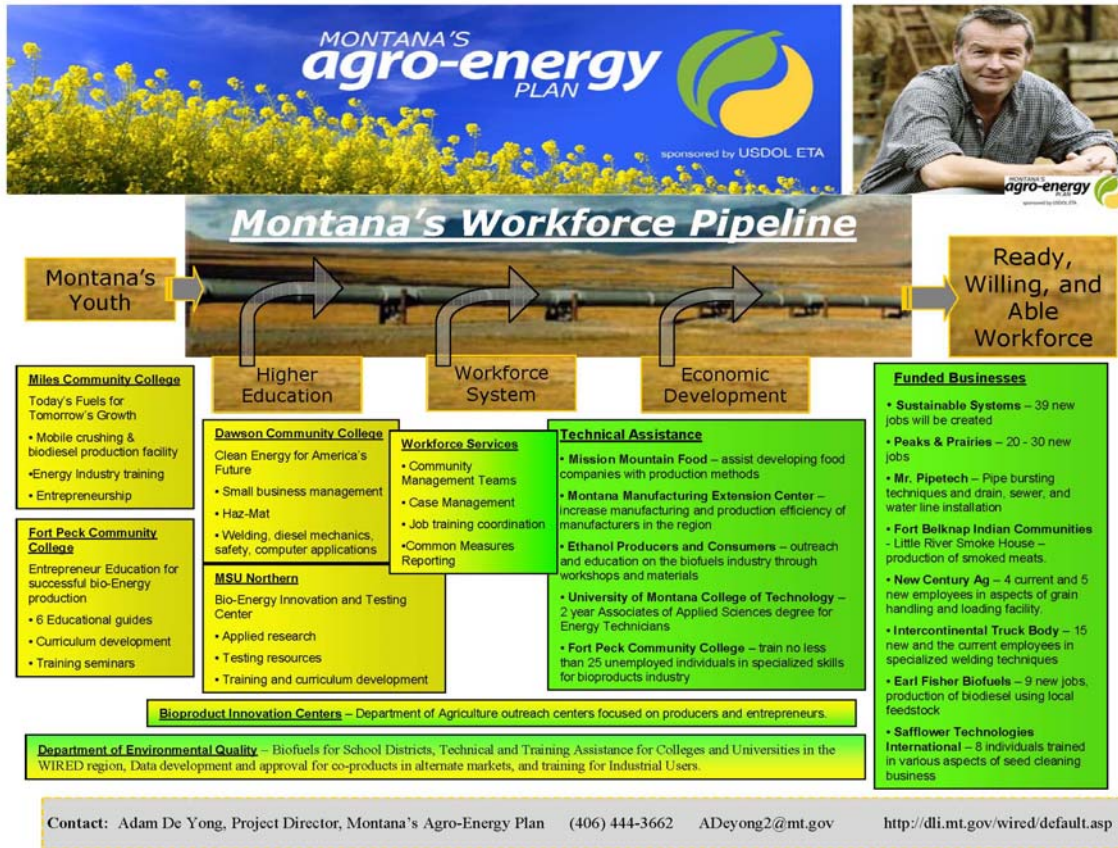 MONTANA'S
agro-energy
PLAN
sponsored by USDOL ETA
MONTANA'S
agro-energy
PLAN
sponsored by USDOL ETA
Montana's Workforce Pipeline
Montana's
Youth
Ready,
Willing, and
Able
Workforce
Higher
Education
Workforce
System
Economic
Development
Miles Community College
Today's Fuels for
Tomorrow's Growth
• Mobile crushing &
biodiesel production facility
•Energy Industry training
• Entrepreneurship
Fort Peck Community
College
Entrepreneur Education for
successful bio-Energy
production
• 6 Educational guides
• Curriculum development
• Training seminars
Dawson Community College
Clean Energy for America's
Future
• Small business management
• Haz-Mat
• Welding, diesel mechanics,
safety, computer applications
MSU Northern
Bio-Energy Innovation and Testing
Center
• Applied research
• Testing resources
• Training and curriculum development
Workforce Services
• Community
Management Teams
• Case Management
• Job training coordination
•Common Measures
Reporting
Technical Assistance
• Mission Mountain Food – assist developing food
companies with production methods
• Montana Manufacturing Extension Center –
increase manufacturing and production efficiency of
manufacturers in the region
• Ethanol Producers and Consumers – outreach
and education on the biofuels industry through
workshops and materials
• University of Montana College of Technology –
2 year Associates of Applied Sciences degree for
Energy Technicians
• Fort Peck Community College – train no less
than 25 unemployed individuals in specialized skills
for bioproducts industry
Funded Businesses
• Sustainable Systems – 39 new
jobs will be created
• Peaks & Prairies – 20 - 30 new
jobs
• Mr. Pipetech – Pipe bursting
techniques and drain, sewer, and
water line installation
• Fort Belknap Indian Communities
- Little River Smoke House –
production of smoked meats.
• New Century Ag – 4 current and 5
new employees in aspects of grain
handling and loading facility.
• Intercontinental Truck Body – 15
new and the current employees in
specialized welding techniques
• Earl Fisher Biofuels – 9 new jobs,
production of biodiesel using local
feedstock
• Safflower Technologies
International – 8 individuals trained
in various aspects of seed cleaning
business
Bioproduct Innovation Centers – Department of Agriculture outreach centers focused on producers and entrepreneurs.
Department of Environmental Quality – Biofuels for School Districts, Technical and Training Assistance for Colleges and Universities in the
WIRED region, Data development and approval for co-products in alternate markets, and training for Industrial Users.
Contact: Adam De Yong, Project Director, Montana's Agro-Energy Plan (406) 444-3662 ADeyong2@mt.gov http://dli.mt.gov/wired/default.asp